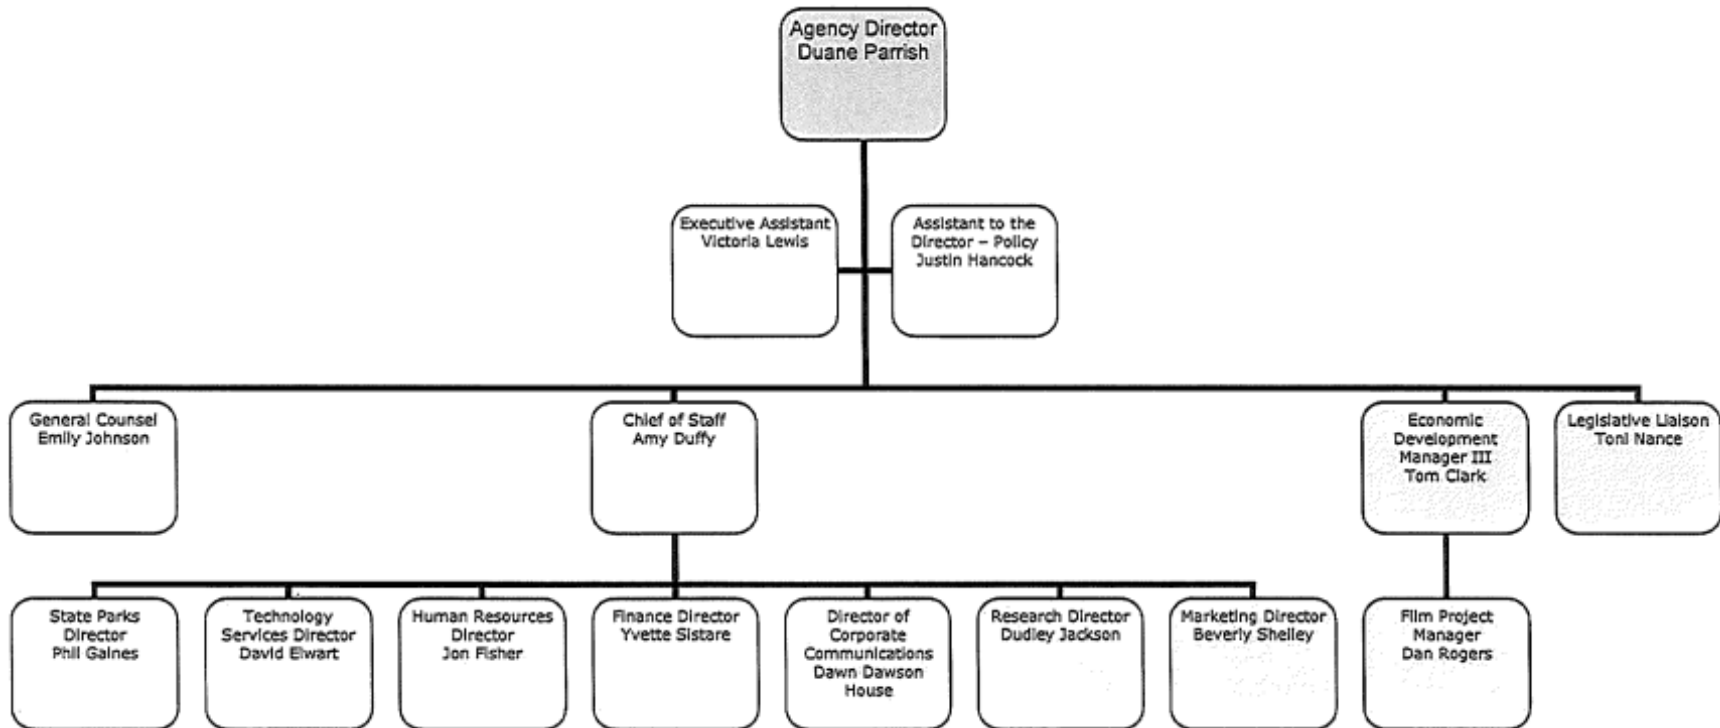 Agency Director
Duane Parrish
Executive Assistant
Victoria Lewis
Assistant to the
Director – Policy
Justin Hancock
General Counsel
Emily Johnson
Chief of Staff
Amy Duffy
Economic
Development
Manager III
Tom Clark
Legislative Liaison
Toni Nance
State Parks
Director
Phil Gaines
Technology
Services Director
David Elwart
Human Resources
Director
Jon Fisher
Finance Director
Yvette Sistare
Director of
Corporate
Communications
Dawn Dawson
House
Research Director
Dudley Jackson
Marketing Director
Beverly Shelley
Film Project
Manager
Dan Rogers